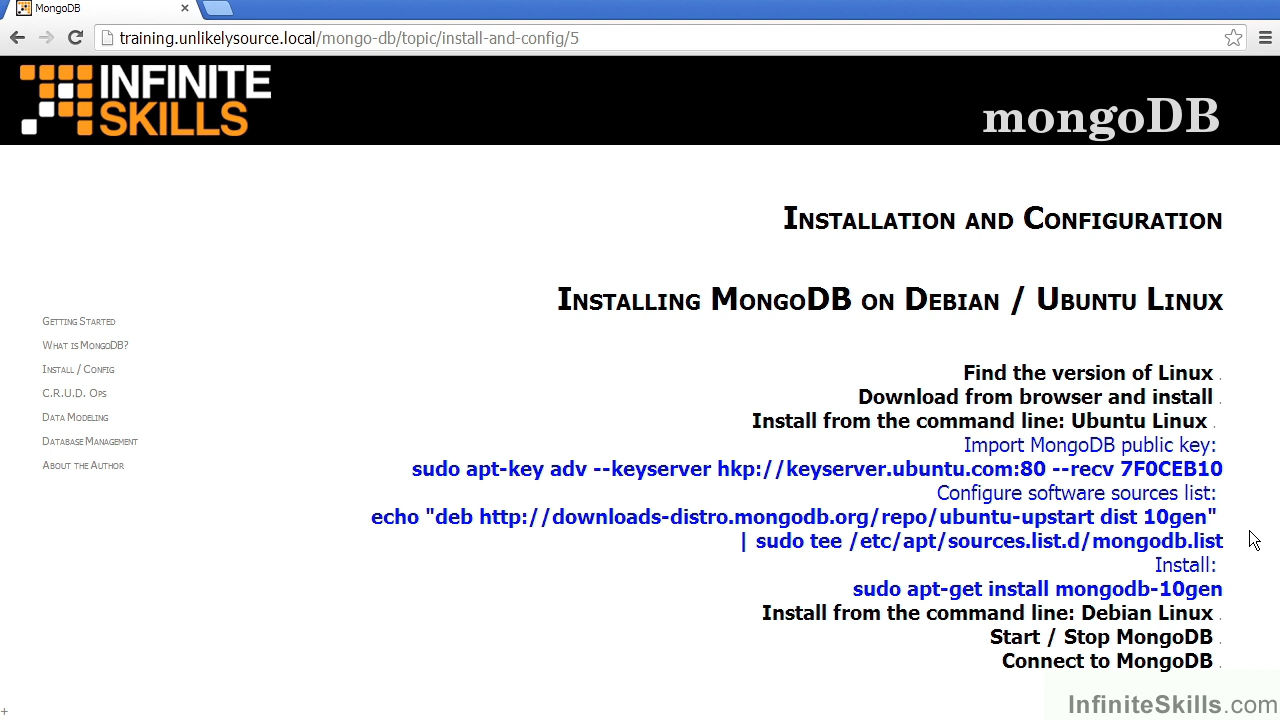 MongoDB
training.unlikelysource.local/mongo-db/topic/install-and-config/5
INFINITE
SKILLS
mongoDB
Installation and Configuration
Installing MongoDB on Debian / Ubuntu Linux
Getting Started
What is MongoDB?
Install / Config
C.R.U.D. Ops
Data Modeling
Database Management
About the Author
Find the version of Linux .
Download from browser and install .
Install from the command line: Ubuntu Linux .
Import MongoDB public key:
sudo apt-key adv --keyserver hkp://keyserver.ubuntu.com:80 --recv 7F0CEB10
Configure software sources list:
echo "deb http://downloads-distro.mongodb.org/repo/ubuntu-upstart dist 10gen"
| sudo tee /etc/apt/sources.list.d/mongodb.list
Install:
sudo apt-get install mongodb-10gen
Install from the command line: Debian Linux .
Start / Stop MongoDB .
Connect to MongoDB .
+
InfiniteSkills.com